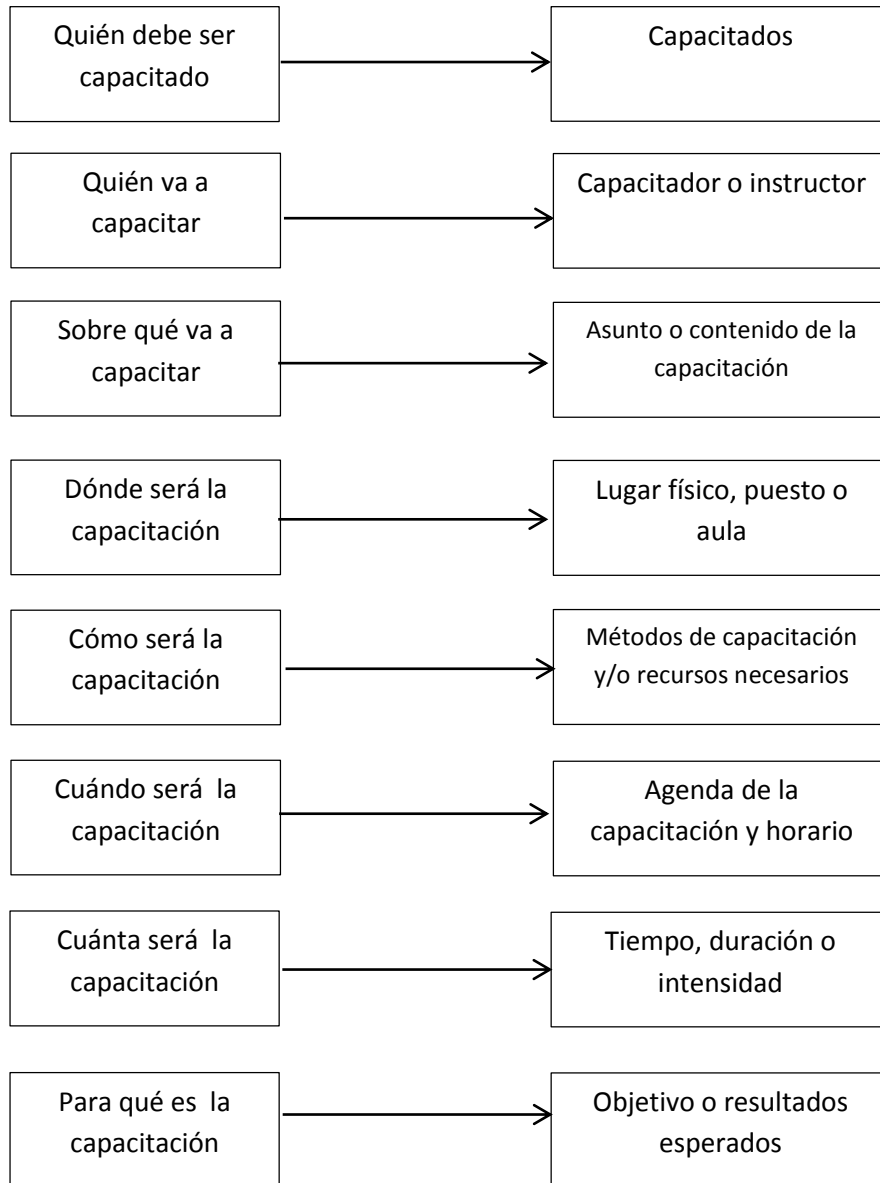 Quién debe ser
capacitado
Capacitados
Quién va a
capacitar
Capacitador o instructor
Sobre qué va a
capacitar
Asunto o contenido de la
capacitación
Dónde será la
capacitación
Lugar físico, puesto o
aula
Cómo será la
capacitación
Métodos de capacitación
y/o recursos necesarios
Cuándo será  la
capacitación
Agenda de la
capacitación y horario
Cuánta será  la
capacitación
Tiempo, duración o
intensidad
Para qué es  la
capacitación
Objetivo o resultados
esperados